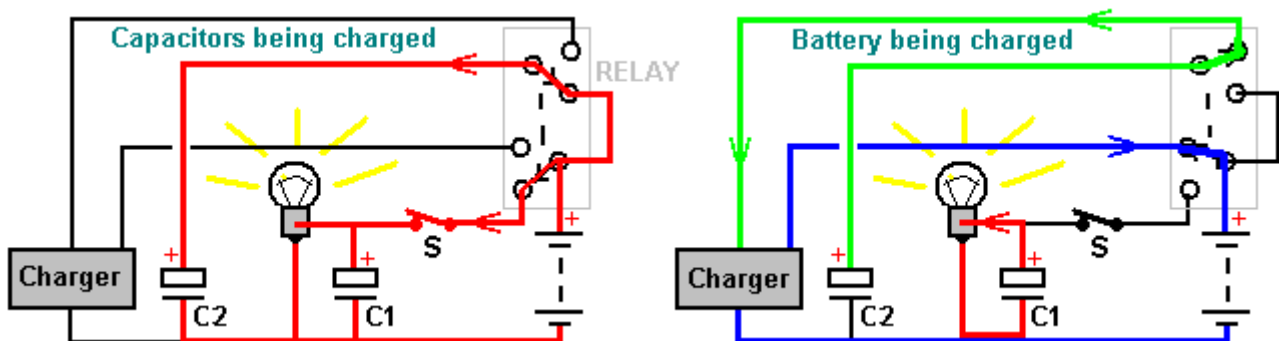 Capacitors being charged
RELAY
+
+
+
S
Charger
C2
C1
Battery being charged
+
+
+
S
Charger
C2
C1